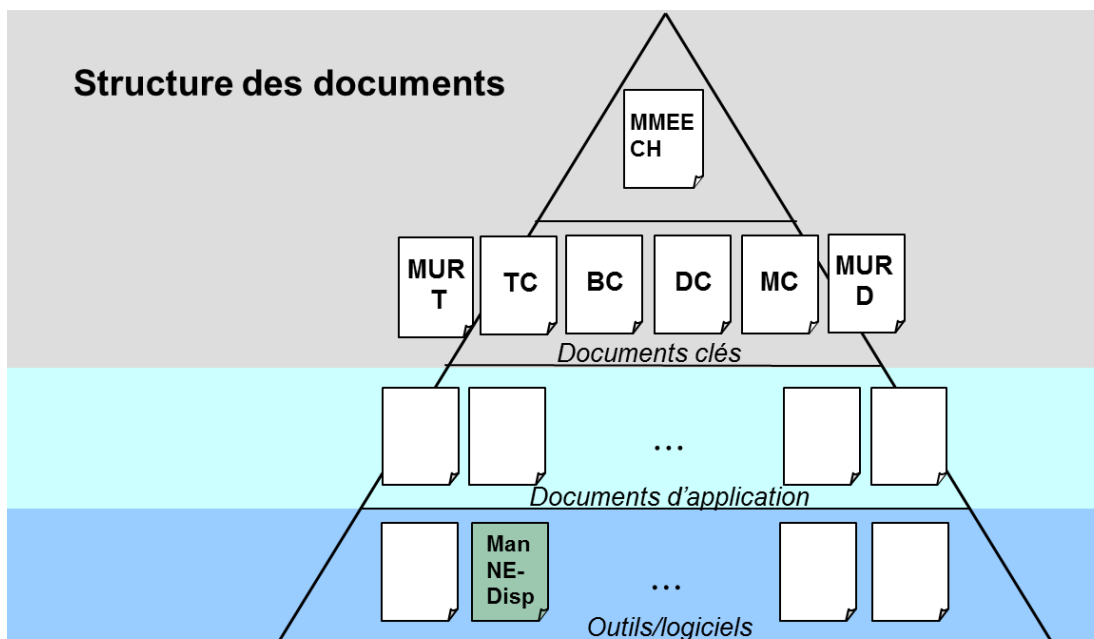 Structure des documents
MMEE
CH
MUR
T
TC
BC
DC
MC
MUR
D
Documents clés
...
Documents d'application
Man
NE-
Disp
...
Outils/logiciels